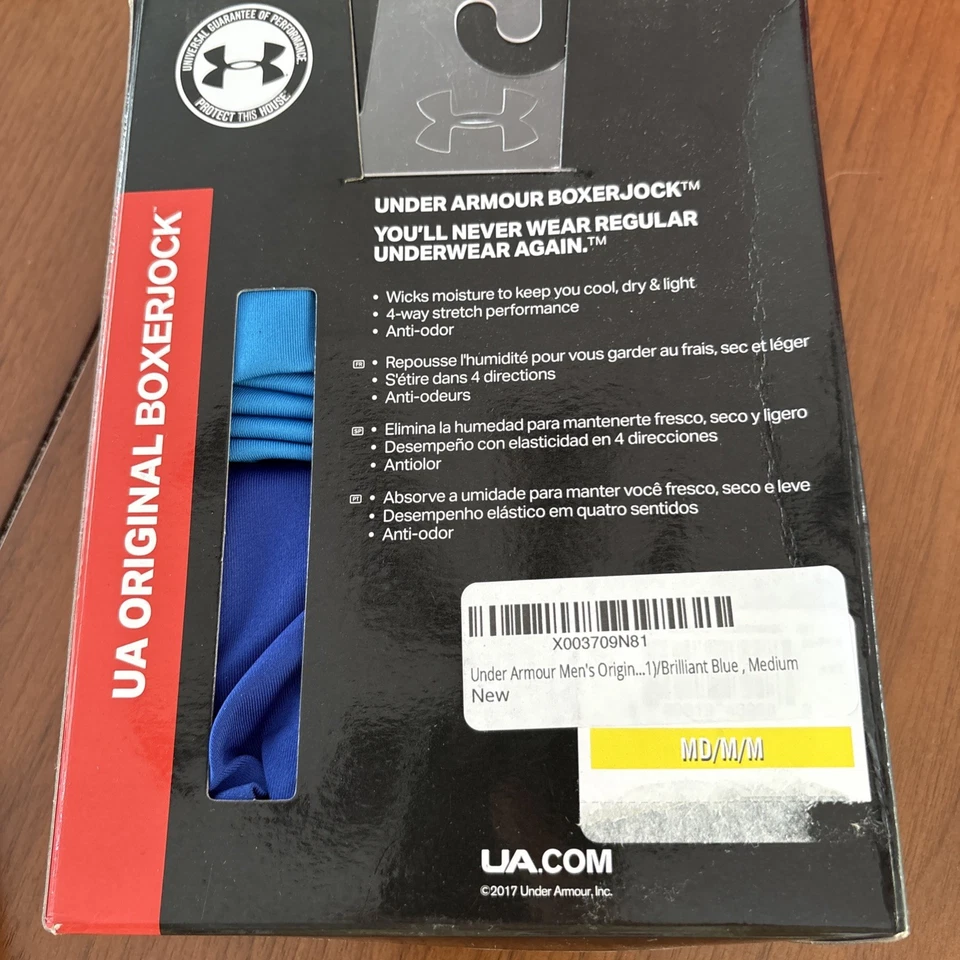 UNIVERSAL GUARANTEE OF PERFORMANCE
PROTECT THIS HOUSE
UA ORIGINAL BOXERJOCK™
UNDER ARMOUR BOXERJOCK™
YOU'LL NEVER WEAR REGULAR
UNDERWEAR AGAIN.™
• Wicks moisture to keep you cool, dry & light
• 4-way stretch performance
• Anti-odor
FR • Repousse l'humidité pour vous garder au frais, sec et léger
• S'étire dans 4 directions
• Anti-odeurs
SP • Elimina la humedad para mantenerte fresco, seco y ligero
• Desempeño con elasticidad en 4 direcciones
• Antiolor
PT • Absorve a umidade para manter você fresco, seco e leve
• Desempenho elástico em quatro sentidos
• Anti-odor
X003709N81
Under Armour Men's Origin...1)/Brilliant Blue , Medium
New
MD/M/M
UA.COM
©2017 Under Armour, Inc.